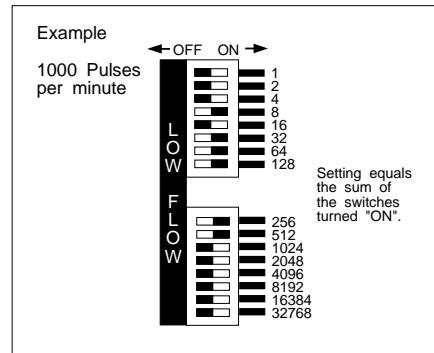 Example
OFF ON
1000 Pulses
per minute
1
2
4
8
16
32
64
128
LOW
FLOW
Setting equals
the sum of
the switches
turned "ON".
256
512
1024
2048
4096
8192
16384
32768